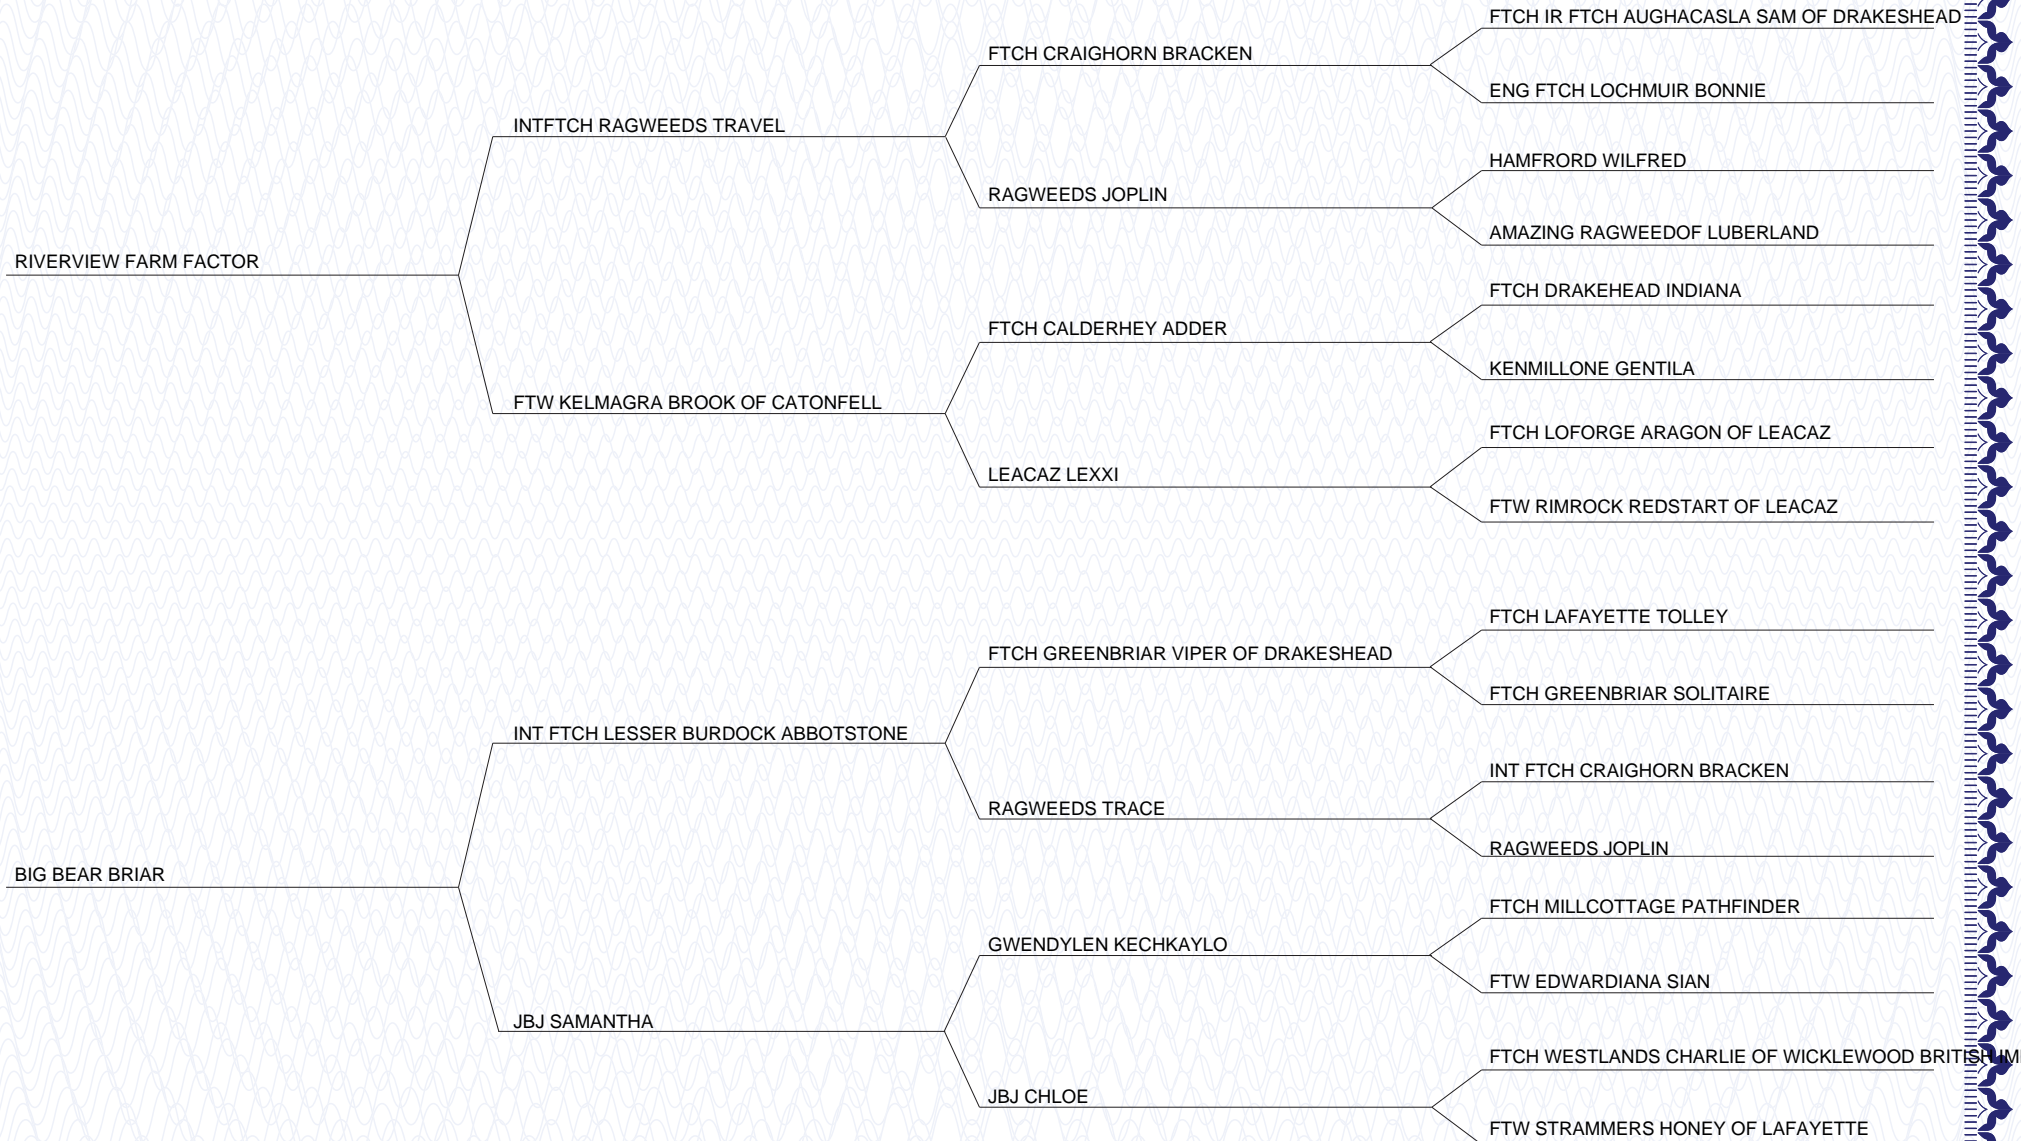 FTCH IR FTCH AUGHACASLA SAM OF DRAKESHEAD
FTCH CRAIGHORN BRACKEN
ENG FTCH LOCHMUIR BONNIE
INTFTCH RAGWEEDS TRAVEL
HAMFRORD WILFRED
RAGWEEDS JOPLIN
AMAZING RAGWEEDOF LUBERLAND
RIVERVIEW FARM FACTOR
FTCH DRAKEHEAD INDIANA
FTCH CALDERHEY ADDER
KENMILLONE GENTILA
FTW KELMAGRA BROOK OF CATONFELL
FTCH LOFORGE ARAGON OF LEACAZ
LEACAZ LEXXI
FTW RIMROCK REDSTART OF LEACAZ
FTCH LAFAYETTE TOLLEY
FTCH GREENBRIAR VIPER OF DRAKESHEAD
FTCH GREENBRIAR SOLITAIRE
INT FTCH LESSER BURDOCK ABBOTSTONE
INT FTCH CRAIGHORN BRACKEN
RAGWEEDS TRACE
RAGWEEDS JOPLIN
BIG BEAR BRIAR
FTCH MILLCOTTAGE PATHFINDER
GWENDYLEN KECHKAYLO
FTW EDWARDIANA SIAN
JBJ SAMANTHA
FTCH WESTLANDS CHARLIE OF WICKLEWOOD BRITISH
JBJ CHLOE
FTW STRAMMERS HONEY OF LAFAYETTE